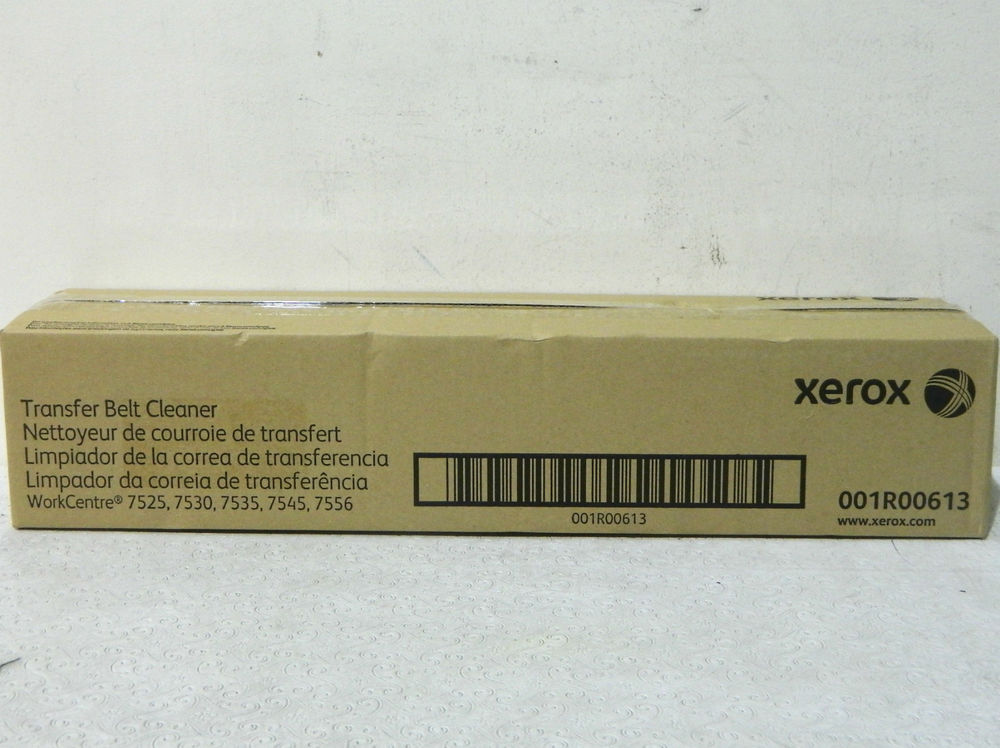 xerox
xerox
Transfer Belt Cleaner
Nettoyeur de courroie de transfert
Limpiador de la correa de transferencia
Limpador da correia de transferência
WorkCentre® 7525, 7530, 7535, 7545, 7556
001R00613
001R00613
www.xerox.com